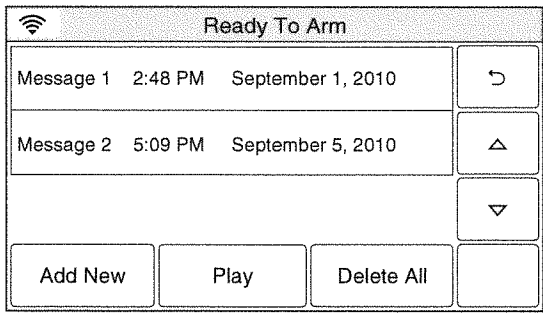 Ready To Arm
Message 1 2:48 PM September 1, 2010
Message 2 5:09 PM September 5, 2010
Add New Play Delete All